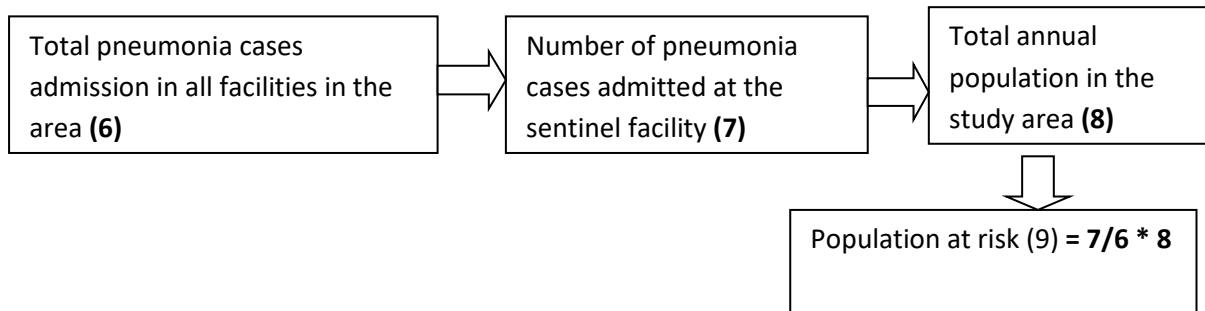 Total pneumonia cases
admission in all facilities in the
area (6)
Number of pneumonia
cases admitted at the
sentinel facility (7)
Total annual
population in the
study area (8)
Population at risk (9) = 7/6 * 8